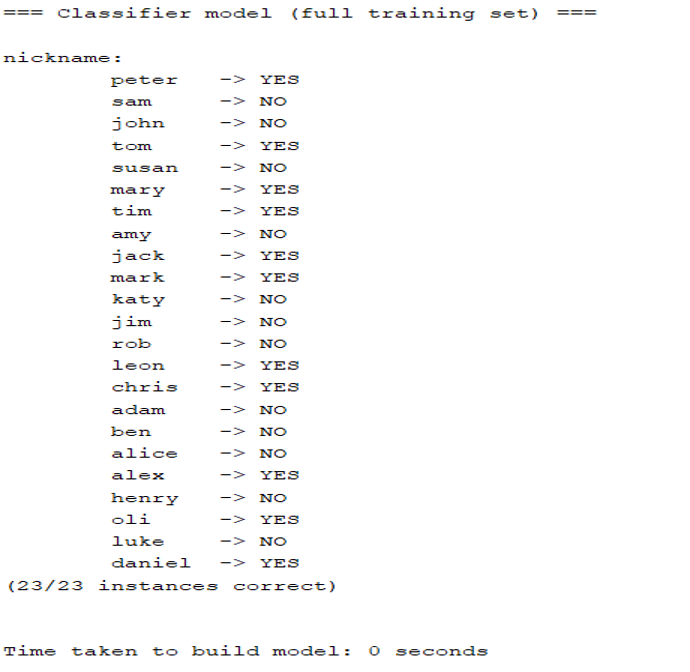 === Classifier model (full training set) ===
nickname:
peter -> YES
sam -> NO
john -> NO
tom -> YES
susan -> NO
mary -> YES
tim -> YES
amy -> NO
jack -> YES
mark -> YES
katy -> NO
jim -> NO
rob -> NO
leon -> YES
chris -> YES
adam -> NO
ben -> NO
alice -> NO
alex -> YES
henry -> NO
oli -> YES
luke -> NO
daniel -> YES
(23/23 instances correct)
Time taken to build model: 0 seconds